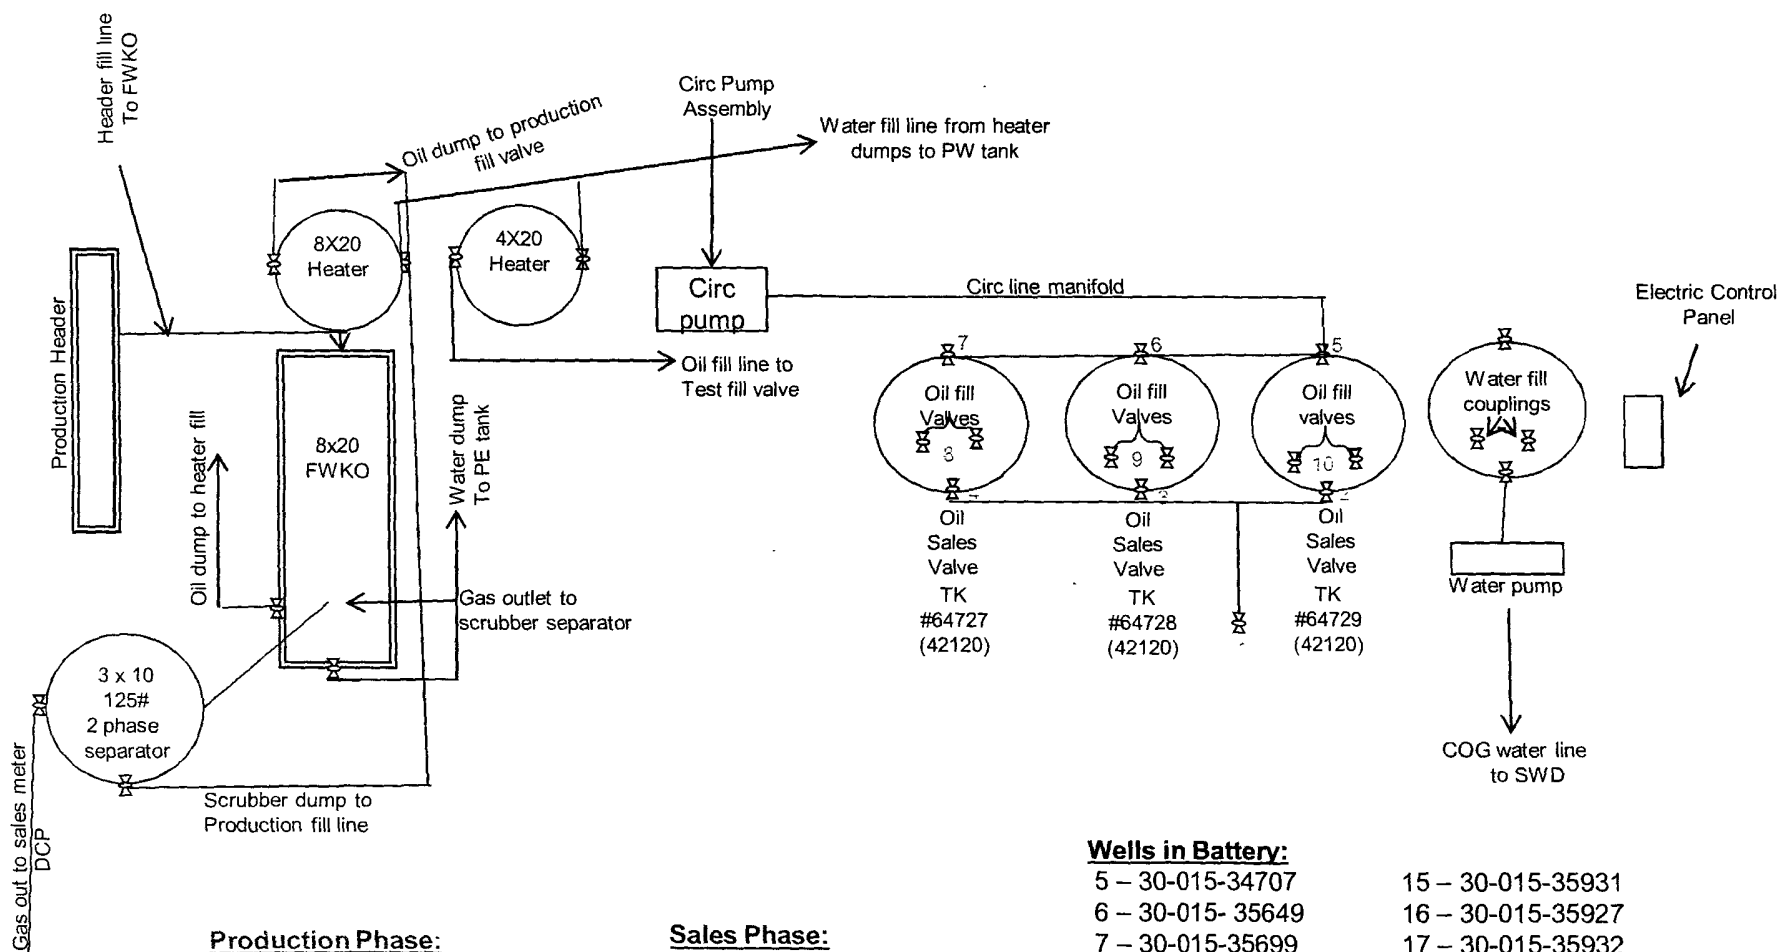 Header fill line
To FWKO
Oil dump to production
fill valve
Circ Pump
Assembly
Water fill line from heater
dumps to PW tank
8X20
Heater
4X20
Heater
Production Header
Circ
pump
Circ line manifold
Electric Control
Panel
Oil fill line to
Test fill valve
7
6
5
Oil fill
Valves
Oil fill
Valves
9
Oil fill
valves
10
Water fill
couplings
8x20
FWKO
Oil dump to heater fill
Water dump
To PE tank
Gas outlet to
scrubber separator
Oil
Sales
Valve
TK
#64727
(42120)
Oil
Sales
Valve
TK
#64728
(42120)
Oil
Sales
Valve
TK
#64729
(42120)
Water pump
COG water line
to SWD
3 x 10
125#
2 phase
separator
Scrubber dump to
Production fill line
Gas out to sales meter
DCP
Production Phase:
Sales Phase:
Wells in Battery:
5 – 30-015-34707
6 – 30-015- 35649
7 – 30-015-35699
15 – 30-015-35931
16 – 30-015-35927
17 – 30-015-35932